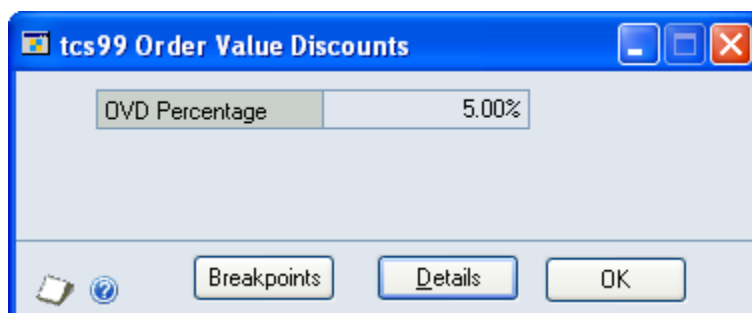 tcs99 Order Value Discounts
OVD Percentage 5.00%
Breakpoints Details OK